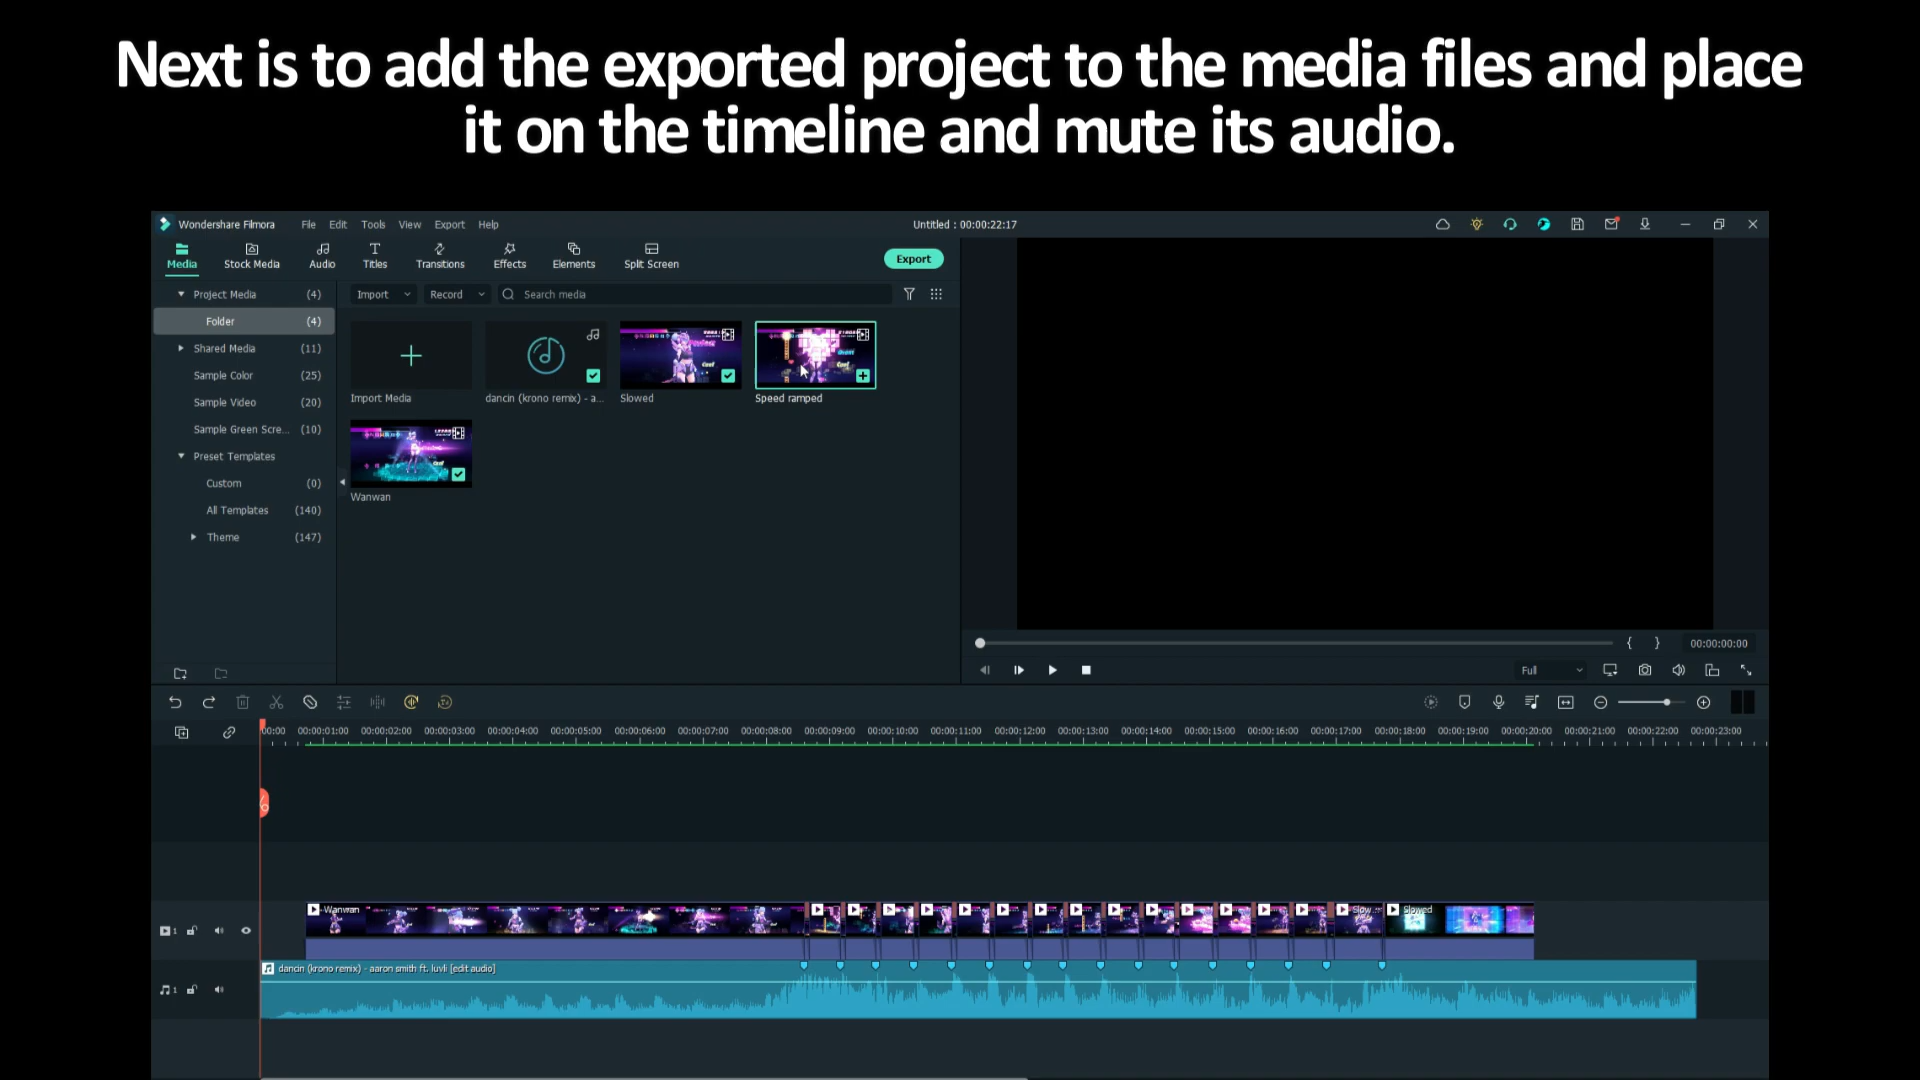 Next is to add the exported project to the media files and place
it on the timeline and mute its audio.
Wondershare Filmora File Edit Tools View Export Help Untitled : 00:00:22:17
Media Stock Media Audio Titles Transitions Effects Elements Split Screen Export
Project Media (4) Import Record Search media
Folder (4)
Shared Media (11)
Sample Color (25)
Sample Video (20)
Sample Green Scre... (10)
Preset Templates
Custom (0)
All Templates (140)
Theme (147)
Import Media dancin (krono remix) - a... Slowed Speed ramped
Wanwan
00:00:00:00
Full
00:00 00:00:01:00 00:00:02:00 00:00:03:00 00:00:04:00 00:00:05:00 00:00:06:00 00:00:07:00 00:00:08:00 00:00:09:00 00:00:10:00 00:00:11:00 00:00:12:00 00:00:13:00 00:00:14:00 00:00:15:00 00:00:16:00 00:00:17:00 00:00:18:00 00:00:19:00 00:00:20:00 00:00:21:00 00:00:22:00 00:00:23:00
Wanwan Slow... Slowed
1
dancin (krono remix) - aaron smith ft. luvli [edit audio]
1